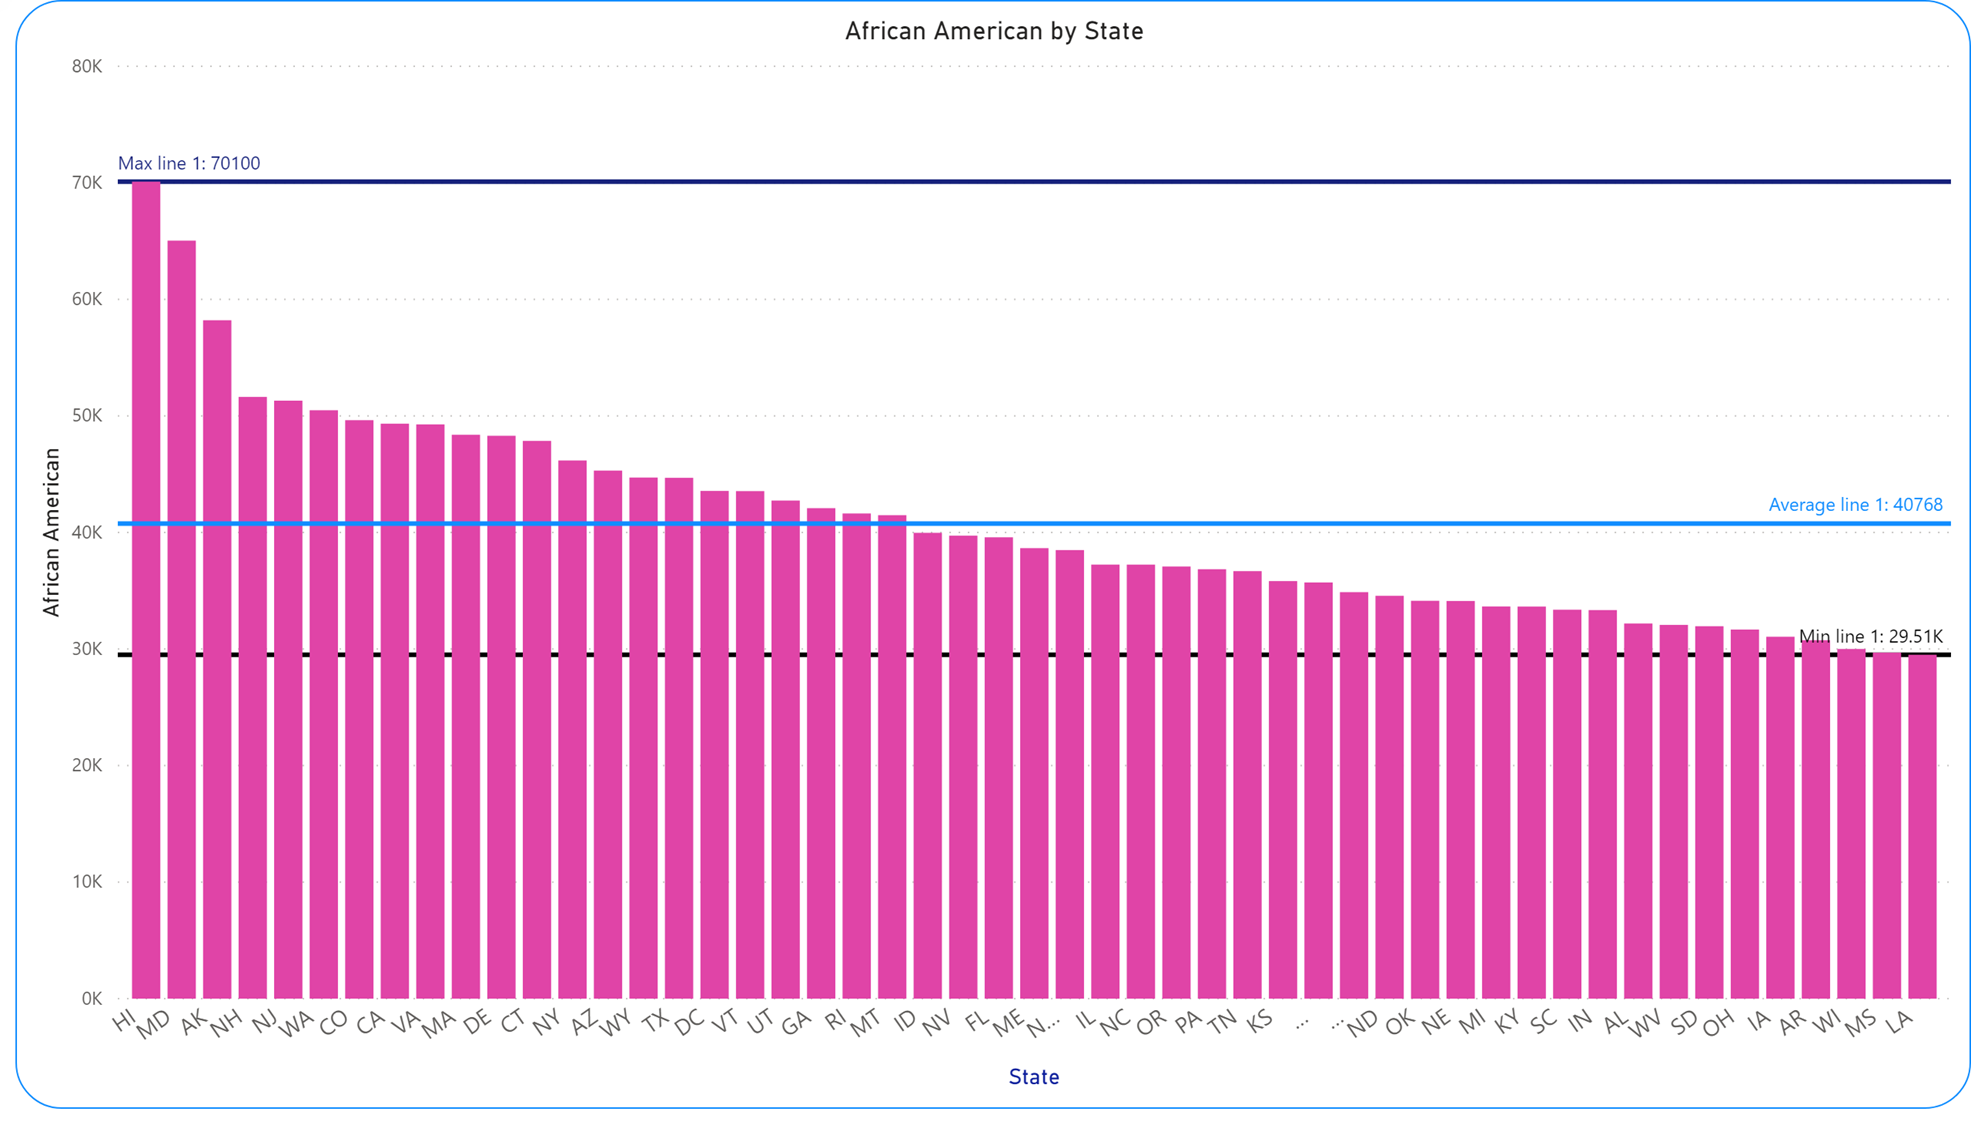 African American by State
80K
Max line 1: 70100
70K
60K
50K
Average line 1: 40768
40K
Min line 1: 29.51K
30K
20K
10K
0K
African American
HI MD AK NH NJ WA CO CA VA MA DE CT NY AZ WY TX DC VT UT GA RI MT ID NV FL ME N... IL NC OR PA TN KS ... ... ND OK NE MI KY SC IN AL WV SD OH IA AR WI MS LA
State